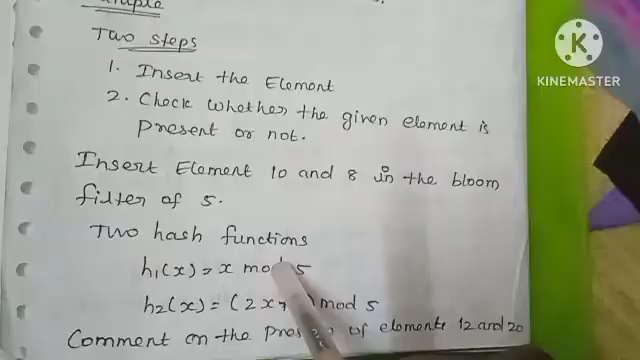 Two Steps
1. Insert the Element
2. Check whether the given element is
present or not.
Insert Element 10 and 8 in the bloom
filter of 5.
Two hash functions
h₁(x) = x mod 5
h₂(x) = (2x+ ) mod 5
Comment on the of elements 12 and 20
K
KINEMASTER